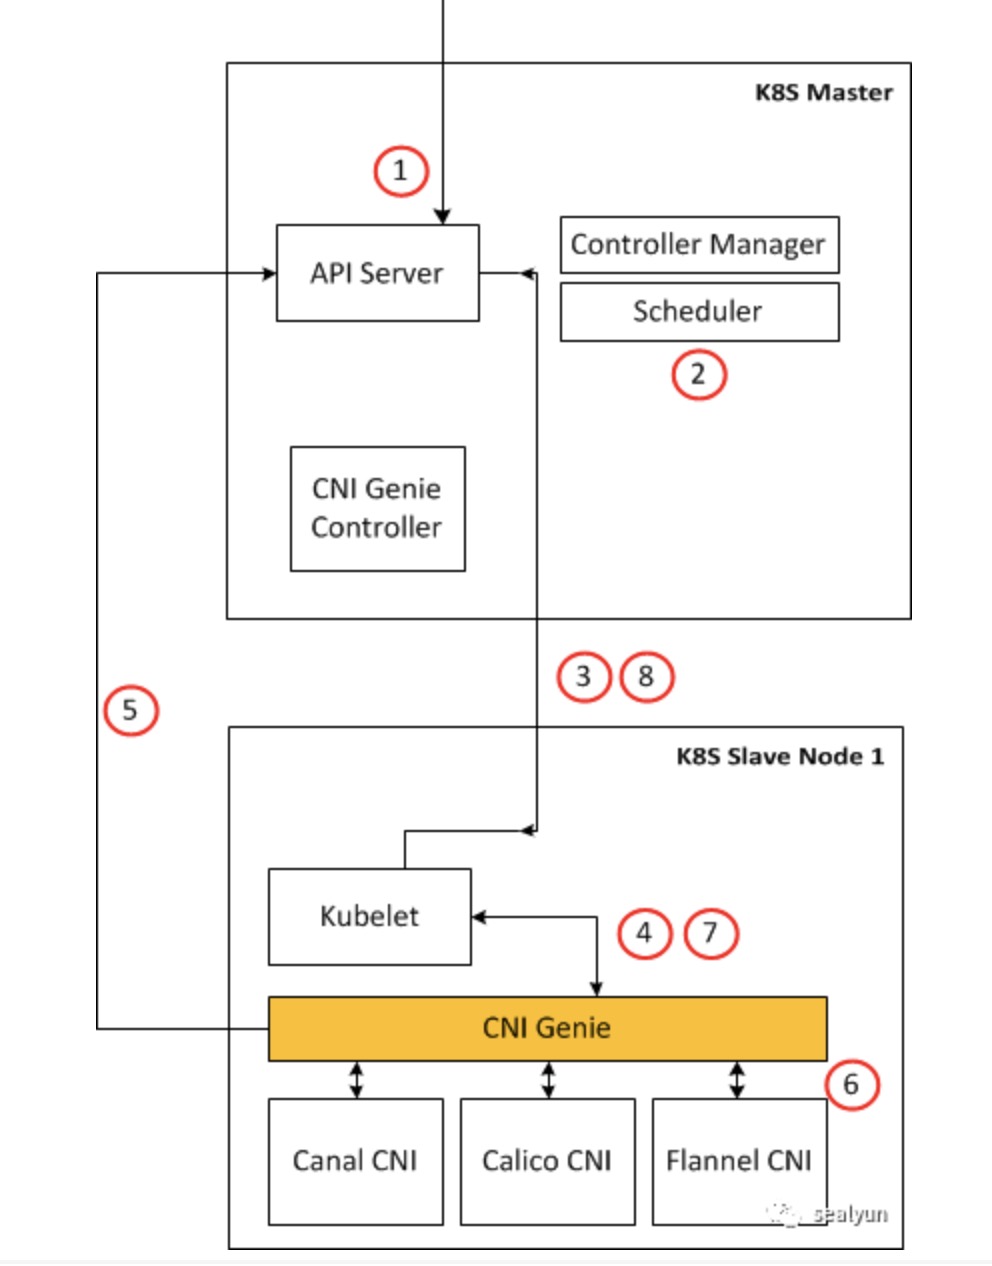 K8S Master
1
API Server
Controller Manager
Scheduler
2
CNI Genie
Controller
3
8
5
K8S Slave Node 1
Kubelet
4
7
CNI Genie
6
Canal CNI
Calico CNI
Flannel CNI
sealyun